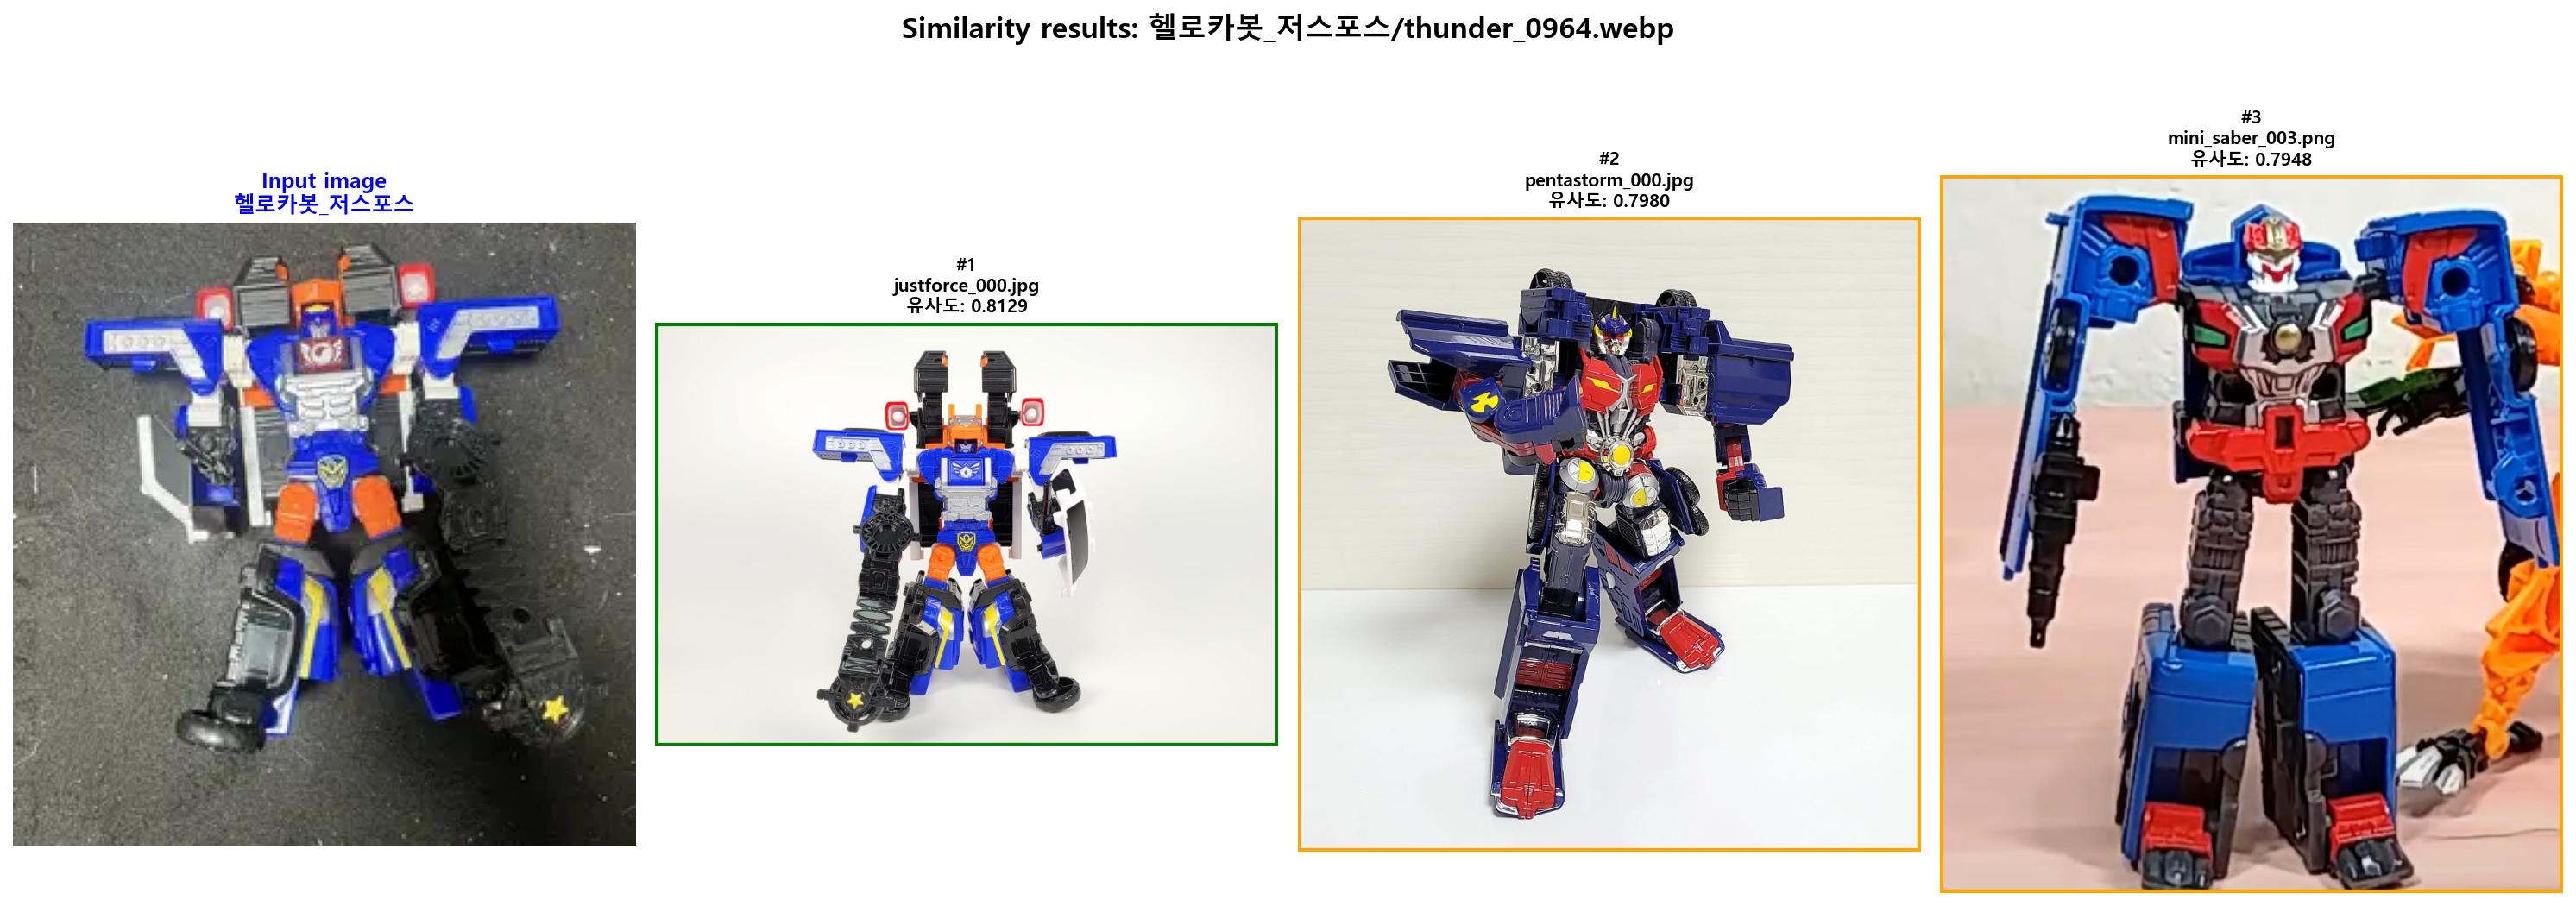 Similarity results: 헬로카봇_저스포스/thunder_0964.webp
Input image
헬로카봇_저스포스
#1
justforce_000.jpg
유사도: 0.8129
#2
pentastorm_000.jpg
유사도: 0.7980
#3
mini_saber_003.png
유사도: 0.7948